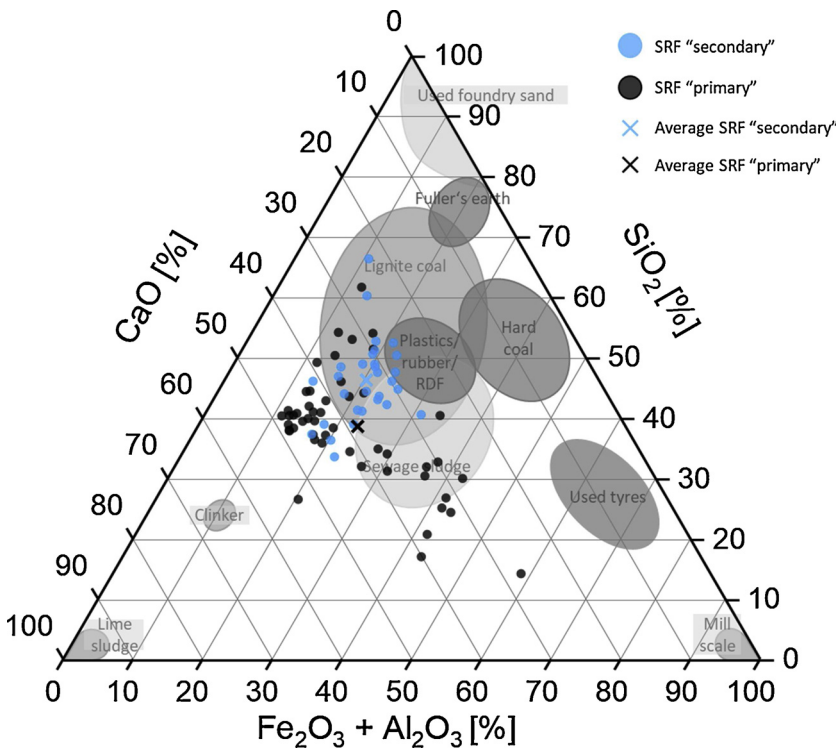 0
100
SRF “secondary”
10
SRF “primary”
Used foundry sand
90
20
Average SRF “secondary”
Average SRF “primary”
80
30
Fuller‘s earth
70
40
Lignite coal
CaO [%]
SiO₂ [%]
60
50
Plastics/
rubber/
RDF
Hard
coal
50
60
40
70
Sewage sludge
30
Used tyres
80
Clinker
20
90
10
100
Lime
sludge
Mill
scale
0
0 10 20 30 40 50 60 70 80 90 100
Fe₂O₃ + Al₂O₃ [%]